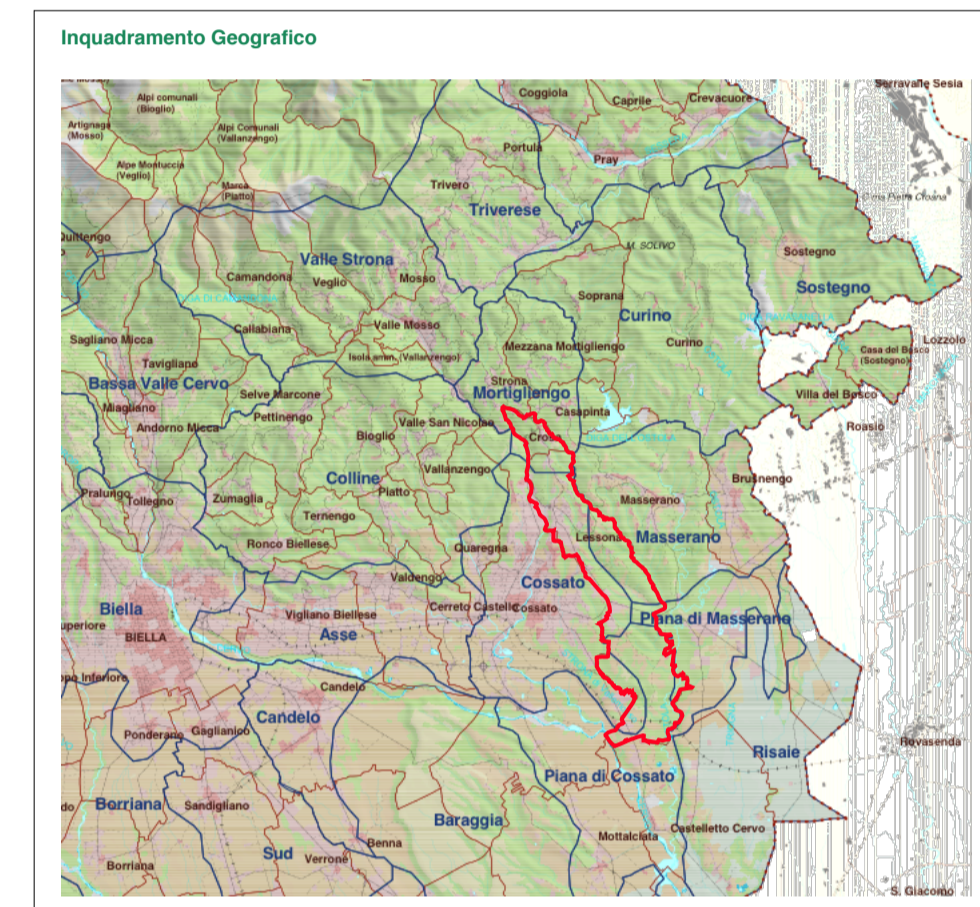 Inquadramento Geografico
Serravalle Sesia
Coggiola
Caprile
Crevacuore
Alpi comunali
(Bioglio)
Artignaga
(Mosso)
Alpi Comunali
(Vallanzengo)
Portula
Pray
Alpe Montuccia
(Veglio)
Marca
(Piatto)
Trivero
Triverese
Cima Pietra Croana
Quittengo
M. SOLIVO
Sostegno
Valle Strona
Camandona
Veglio
Mosso
Sostegno
Soprana
Curino
Callabiana
Valle Mosso
Sagliano Micca
Isola amm. (Vallanzengo)
Mezzana Mortigliengo
Curino
Lozzolo
Casa del Bosco
(Sostegno)
Tavigliano
Bassa Valle Cervo
Strona
Mortigliengo
Selve Marcone
Villa del Bosco
Miagliano
Pettinengo
Casapinta
Andorno Micca
Valle San Nicolao
Roasio
Bioglio
Crosa
Vallanzengo
Colline
Brusnengo
Pralungo
Tollegno
Zumaglia
Piatto
Masserano
Ternengo
Ronco Biellese
Quaregna
Lessona
Masserano
Valdengo
Cossato
Biella
Vigliano Biellese
Cerreto Castello
Cossato
Piana di Masserano
BIELLA
Asse
Candelo
Candelo
Ponderano
Gaglianico
Rovasenda
Risaie
Piana di Cossato
Borriana
Sandigliano
Baraggia
Mottalciata
Castelletto Cervo
Benna
Sud
Verrone
Borriana
S. Giacomo